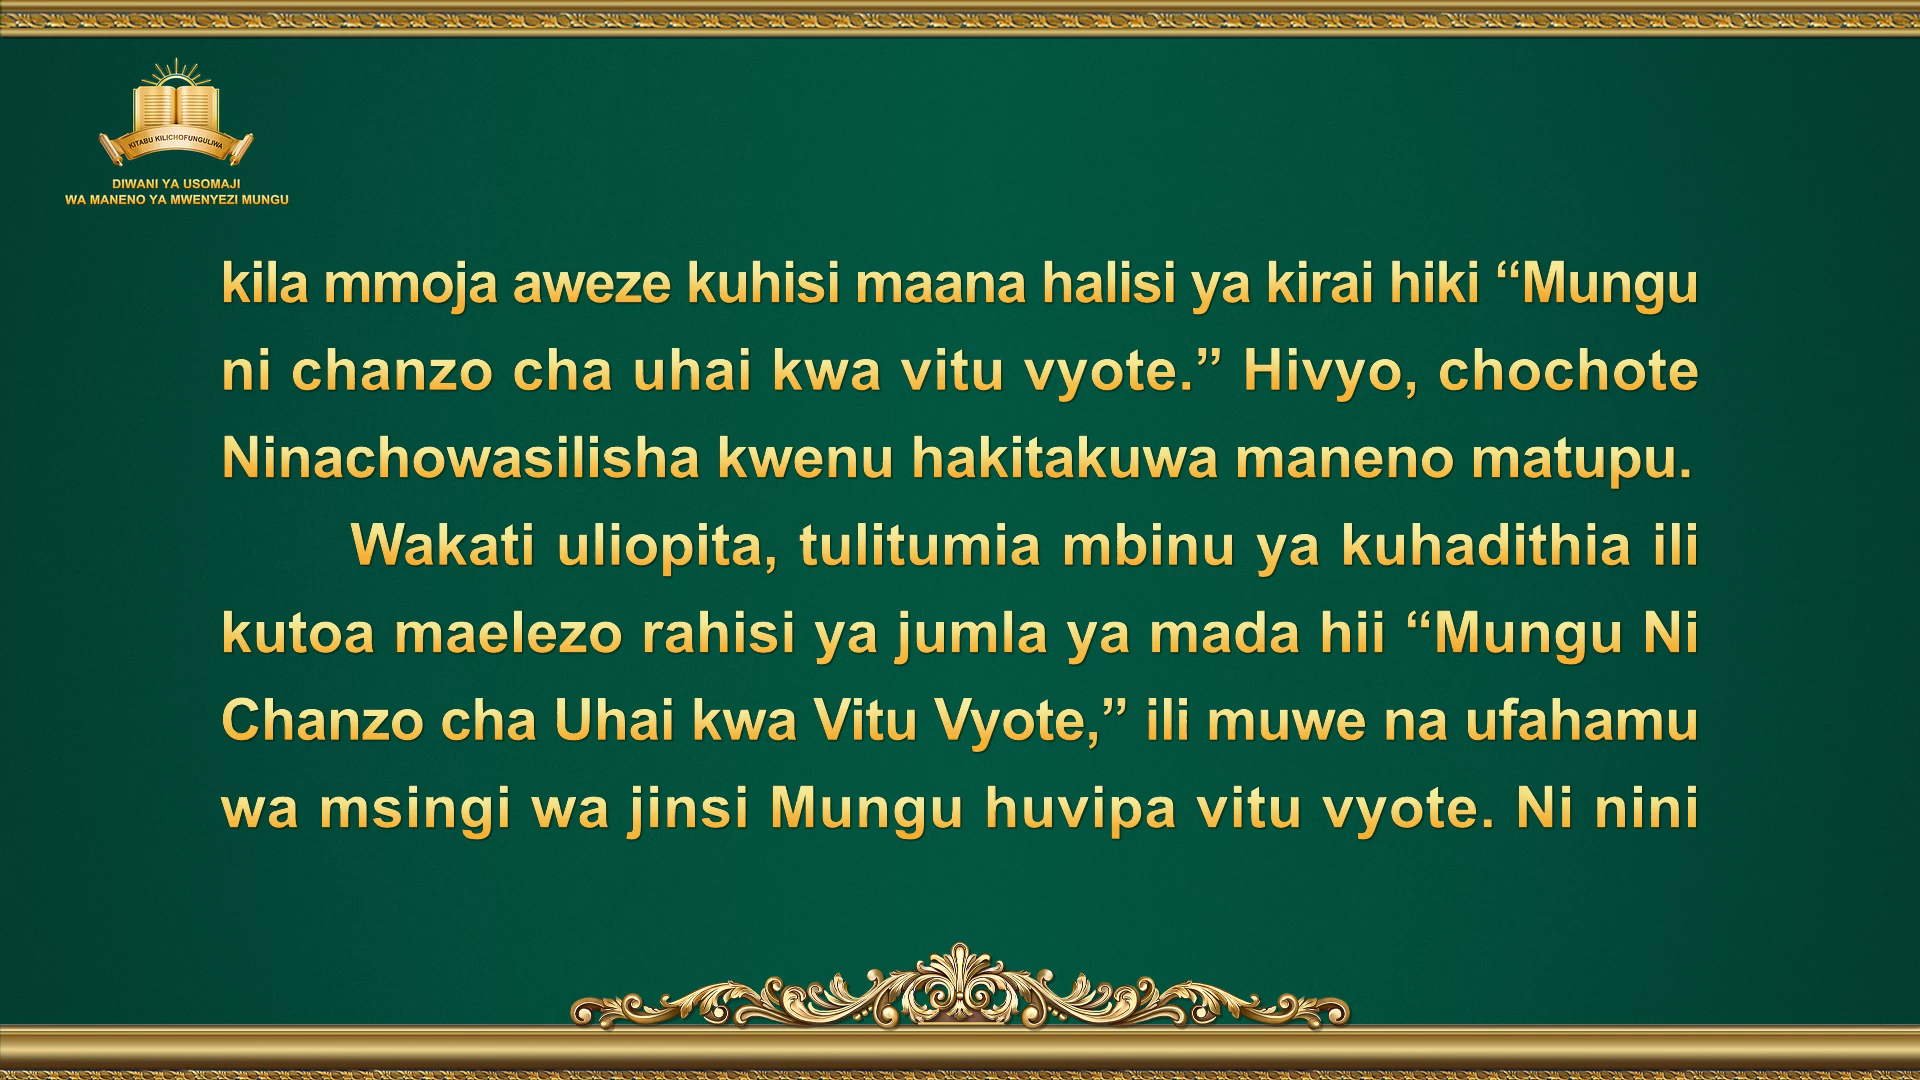 KITABU KILICHOFUNGULIWA
DIWANI YA USOMAJI
WA MANENO YA MWENYEZI MUNGU
kila mmoja aweze kuhisi maana halisi ya kirai hiki “Mungu
ni chanzo cha uhai kwa vitu vyote.” Hivyo, chochote
Ninachowasilisha kwenu hakitakuwa maneno matupu.
Wakati uliopita, tulitumia mbinu ya kuhadithia ili
kutoa maelezo rahisi ya jumla ya mada hii “Mungu Ni
Chanzo cha Uhai kwa Vitu Vyote,” ili muwe na ufahamu
wa msingi wa jinsi Mungu huvipa vitu vyote. Ni nini